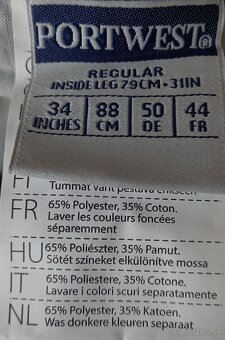 PORTWEST®
REGULAR
INSIDE LEG 79CM·31IN
34 88 50 44
INCHES CM DE FR
FI
Tummat värit pestävä erikseen
FR 65% Polyester, 35% Coton.
Laver les couleurs foncées
séparemment
HU 65% Poliészter, 35% Pamut.
Sötét színeket elkülönítve mossa
IT 65% Poliestere, 35% Cotone.
Lavare i colori scuri separatamente
NL 65% Polyester, 35% Katoen.
Was donkere kleuren separaat